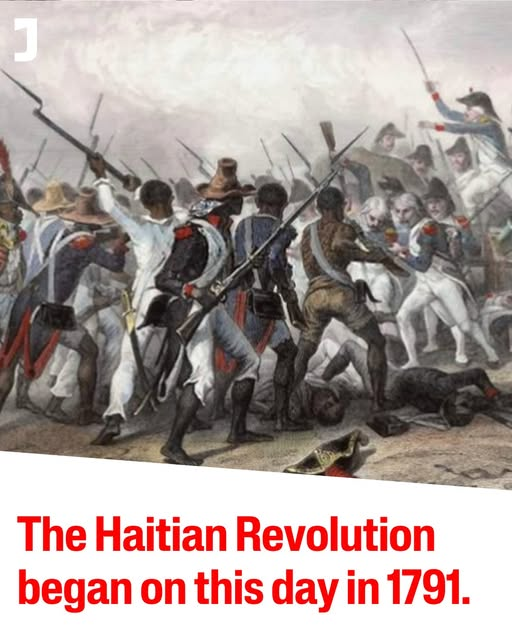 J
The Haitian Revolution
began on this day in 1791.